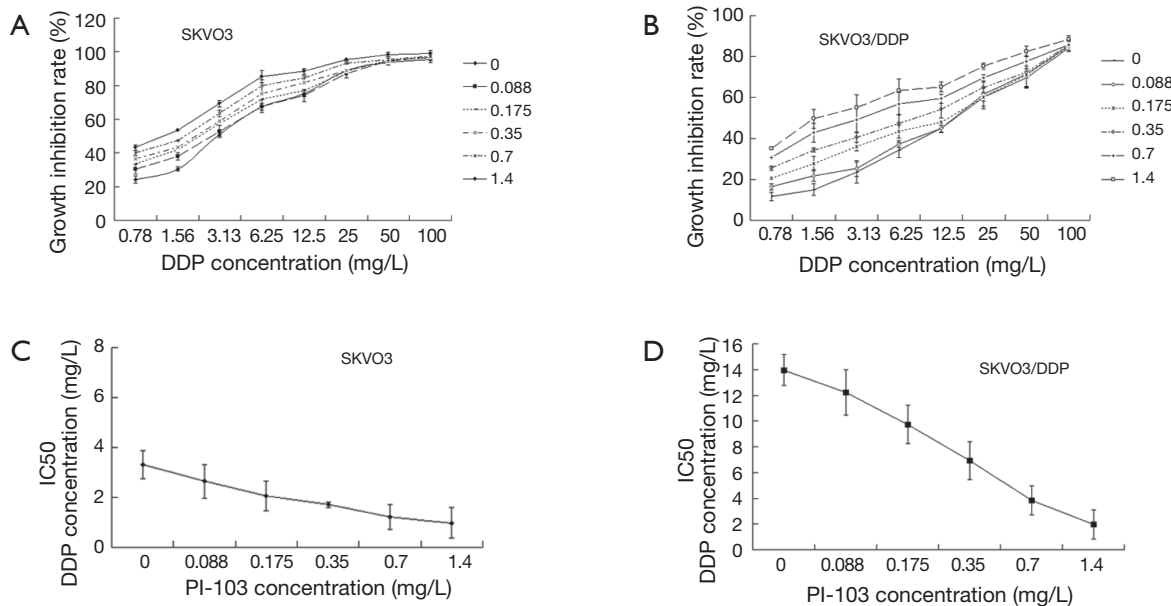 A
Growth inhibition rate (%)
SKVO3
120
100
80
60
40
20
0
0.78 1.56 3.13 6.25 12.5 25 50 100
DDP concentration (mg/L)
0
0.088
0.175
0.35
0.7
1.4
B
Growth inhibition rate (%)
SKVO3/DDP
100
80
60
40
20
0
0.78 1.56 3.13 6.25 12.5 25 50 100
DDP concentration (mg/L)
0
0.088
0.175
0.35
0.7
1.4
C
IC50
DDP concentration (mg/L)
SKVO3
8
6
4
2
0
0 0.088 0.175 0.35 0.7 1.4
PI-103 concentration (mg/L)
D
IC50
DDP concentration (mg/L)
SKVO3/DDP
16
14
12
10
8
6
4
2
0
0 0.088 0.175 0.35 0.7 1.4
PI-103 concentration (mg/L)